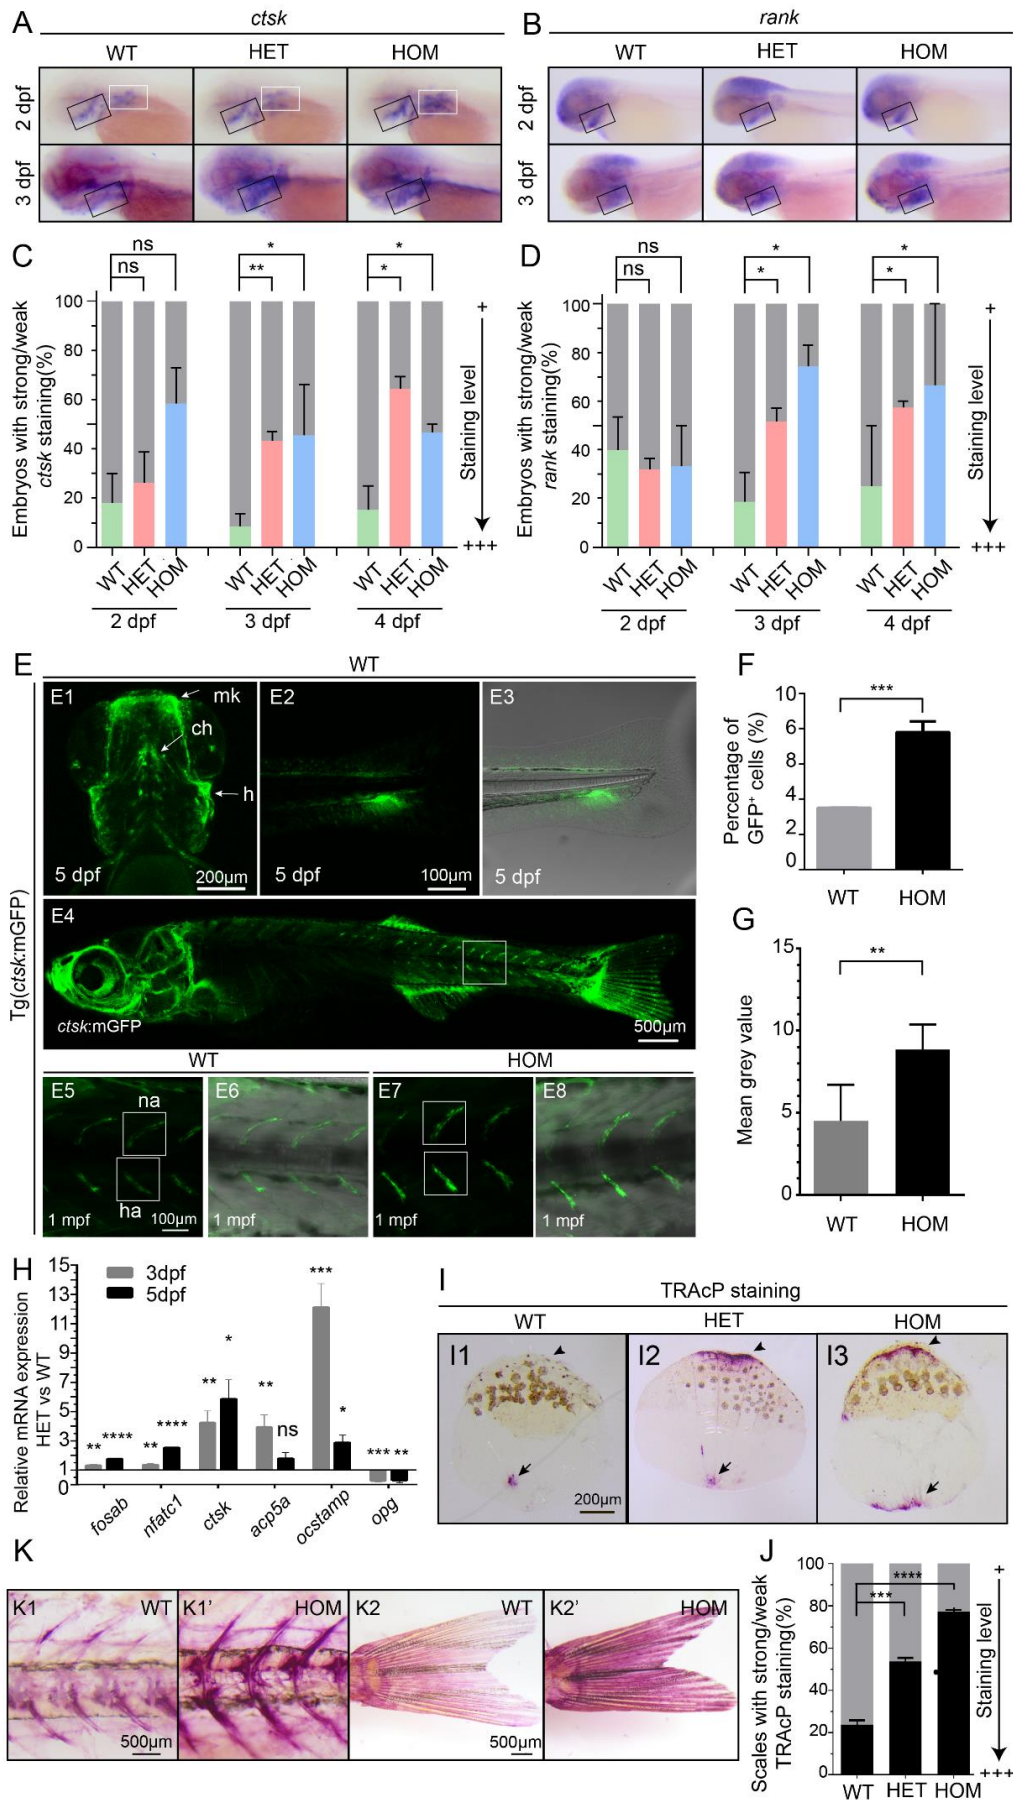 A
ctsk
WT HET HOM
2 dpf
3 dpf
B
rank
WT HET HOM
2 dpf
3 dpf
C
Embryos with strong/weak
ctsk staining(%)
100
80
60
40
20
0
ns
ns
*
**
*
*
WT HET HOM WT HET HOM WT HET HOM
2 dpf 3 dpf 4 dpf
+
Staining level
+++
D
Embryos with strong/weak
rank staining(%)
100
80
60
40
20
0
ns
ns
*
*
*
*
WT HET HOM WT HET HOM WT HET HOM
2 dpf 3 dpf 4 dpf
+
Staining level
+++
E
WT
Tg(ctsk:mGFP)
E1
mk
ch
h
5 dpf
200μm
E2
5 dpf
100μm
E3
5 dpf
E4
ctsk:mGFP
500μm
WT HOM
E5
na
ha
1 mpf
100μm
E6
1 mpf
E7
1 mpf
E8
1 mpf
F
Percentage of
GFP⁺ cells (%)
10
6
4
2
0
***
WT HOM
G
Mean grey value
15
10
5
0
**
WT HOM
H
Relative mRNA expression
HET vs WT
15
13
11
9
7
5
3
1
0
3dpf
5dpf
** **** ** **** ** * ** ns *** * *** **
fosab nfatc1 ctsk acp5a ocstamp opg
I
TRAcP staining
WT HET HOM
I1
200μm
I2
I3
J
Scales with strong/weak
TRAcP staining(%)
100
80
60
40
20
0
****
***
WT HET HOM
+
Staining level
+++
K
K1 WT
500μm
K1' HOM
K2 WT
500μm
K2' HOM